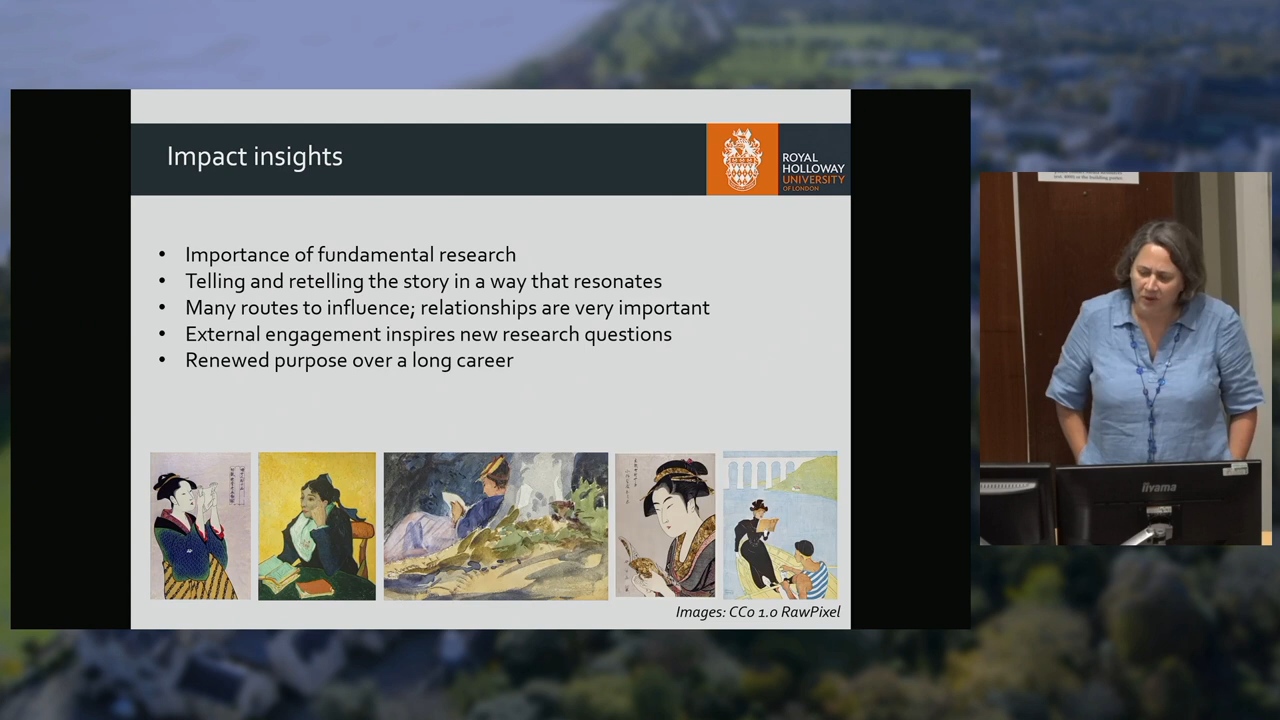 Impact insights
ROYAL
HOLLOWAY
UNIVERSITY
OF LONDON
• Importance of fundamental research
• Telling and retelling the story in a way that resonates
• Many routes to influence; relationships are very important
• External engagement inspires new research questions
• Renewed purpose over a long career
Images: CC0 1.0 RawPixel
iiyama